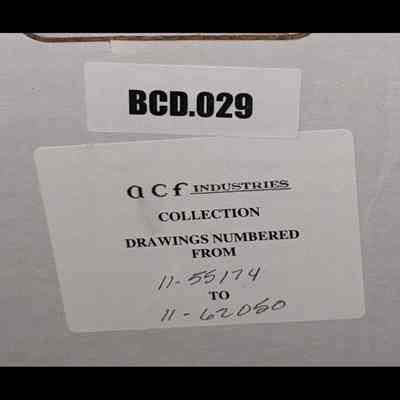 BCD.029
acf INDUSTRIES
COLLECTION
DRAWINGS NUMBERED
FROM
11-55174
TO
11-62050